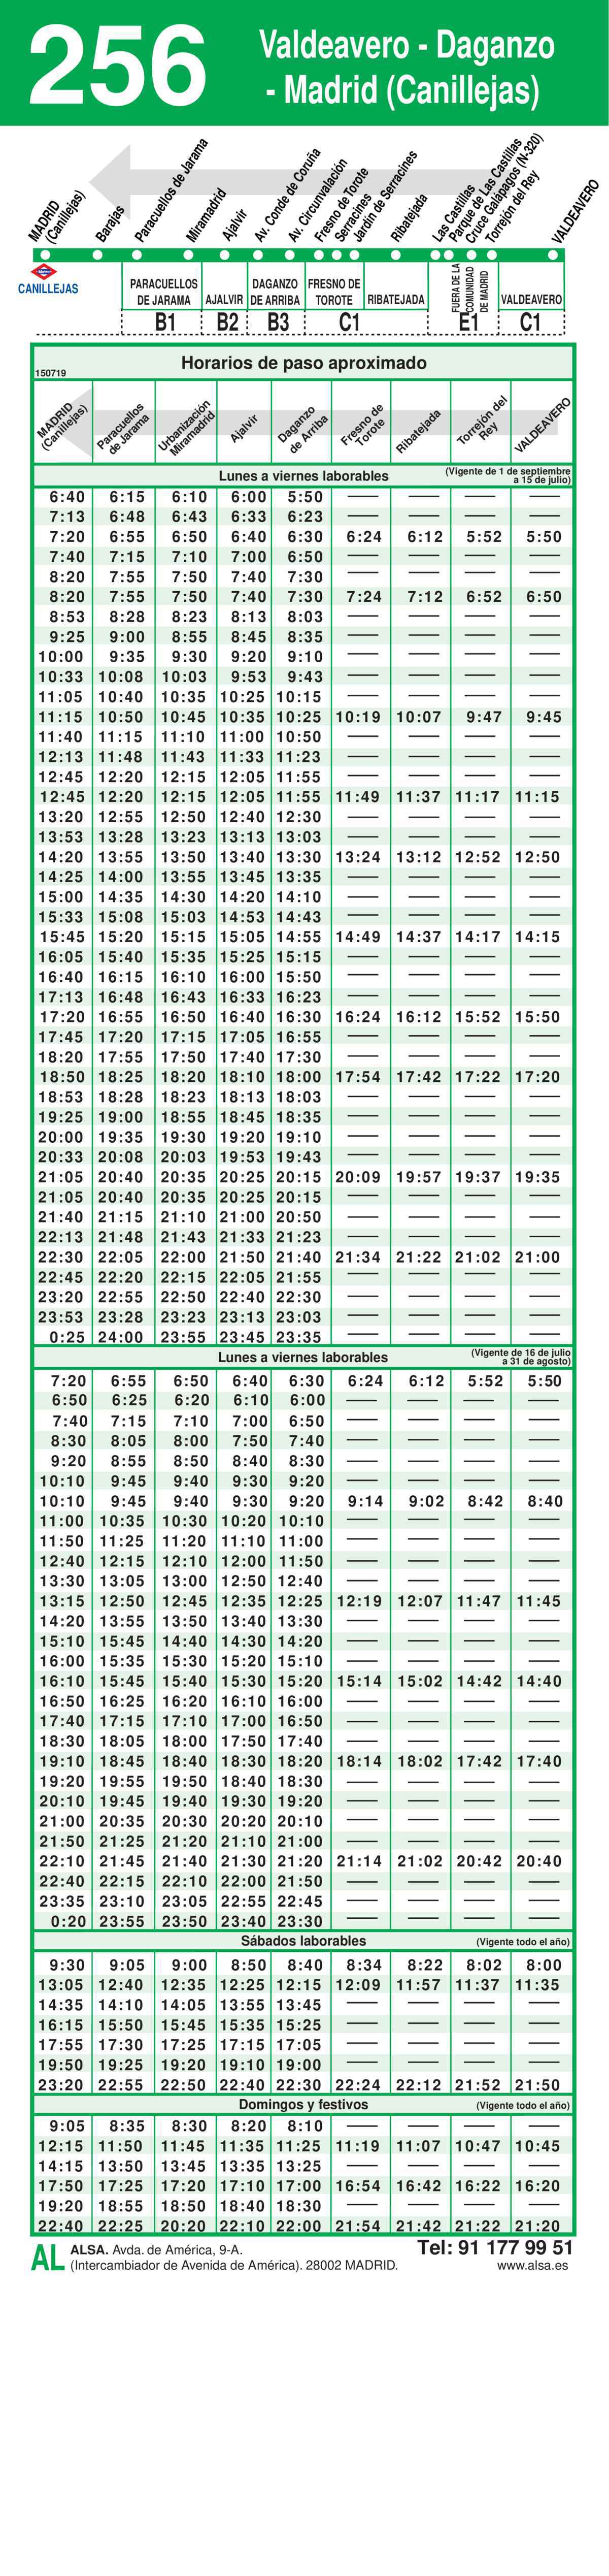 256
Valdeavero - Daganzo
- Madrid (Canillejas)
MADRID
(Canillejas)
Barajas
Paracuellos de Jarama
Miramadrid
Ajalvir
Av. Conde de Coruña
Av. Circunvalación
Fresno de Torote
Serracines
Jardín de Serracines
Ribatejada
Las Castillas
Parque de Las Castillas
Cruce Galápagos (N-320)
Torrejón del Rey
VALDEAVERO
CANILLEJAS
PARACUELLOS
DE JARAMA
AJALVIR
DAGANZO
DE ARRIBA
FRESNO DE
TOROTE
RIBATEJADA
FUERA DE LA
COMUNIDAD
DE MADRID
VALDEAVERO
B1 B2 B3 C1 E1 C1
Horarios de paso aproximado
150719
MADRID
(Canillejas)
Paracuellos
de Jarama
Urbanización
Miramadrid
Ajalvir
Daganzo
de Arriba
Fresno de
Torote
Ribatejada
Torrejón del
Rey
VALDEAVERO
Lunes a viernes laborables (Vigente de 1 de septiembre
a 15 de julio)
6:40 6:15 6:10 6:00 5:50 — — — —
7:13 6:48 6:43 6:33 6:23 — — — —
7:20 6:55 6:50 6:40 6:30 6:24 6:12 5:52 5:50
7:40 7:15 7:10 7:00 6:50 — — — —
8:20 7:55 7:50 7:40 7:30 — — — —
8:20 7:55 7:50 7:40 7:30 7:24 7:12 6:52 6:50
8:53 8:28 8:23 8:13 8:03 — — — —
9:25 9:00 8:55 8:45 8:35 — — — —
10:00 9:35 9:30 9:20 9:10 — — — —
10:33 10:08 10:03 9:53 9:43 — — — —
11:05 10:40 10:35 10:25 10:15 — — — —
11:15 10:50 10:45 10:35 10:25 10:19 10:07 9:47 9:45
11:40 11:15 11:10 11:00 10:50 — — — —
12:13 11:48 11:43 11:33 11:23 — — — —
12:45 12:20 12:15 12:05 11:55 — — — —
12:45 12:20 12:15 12:05 11:55 11:49 11:37 11:17 11:15
13:20 12:55 12:50 12:40 12:30 — — — —
13:53 13:28 13:23 13:13 13:03 — — — —
14:20 13:55 13:50 13:40 13:30 13:24 13:12 12:52 12:50
14:25 14:00 13:55 13:45 13:35 — — — —
15:00 14:35 14:30 14:20 14:10 — — — —
15:33 15:08 15:03 14:53 14:43 — — — —
15:45 15:20 15:15 15:05 14:55 14:49 14:37 14:17 14:15
16:05 15:40 15:35 15:25 15:15 — — — —
16:40 16:15 16:10 16:00 15:50 — — — —
17:13 16:48 16:43 16:33 16:23 — — — —
17:20 16:55 16:50 16:40 16:30 16:24 16:12 15:52 15:50
17:45 17:20 17:15 17:05 16:55 — — — —
18:20 17:55 17:50 17:40 17:30 — — — —
18:50 18:25 18:20 18:10 18:00 17:54 17:42 17:22 17:20
18:53 18:28 18:23 18:13 18:03 — — — —
19:25 19:00 18:55 18:45 18:35 — — — —
20:00 19:35 19:30 19:20 19:10 — — — —
20:33 20:08 20:03 19:53 19:43 — — — —
21:05 20:40 20:35 20:25 20:15 20:09 19:57 19:37 19:35
21:05 20:40 20:35 20:25 20:15 — — — —
21:40 21:15 21:10 21:00 20:50 — — — —
22:13 21:48 21:43 21:33 21:23 — — — —
22:30 22:05 22:00 21:50 21:40 21:34 21:22 21:02 21:00
22:45 22:20 22:15 22:05 21:55 — — — —
23:20 22:55 22:50 22:40 22:30 — — — —
23:53 23:28 23:23 23:13 23:03 — — — —
0:25 24:00 23:55 23:45 23:35 — — — —
Lunes a viernes laborables (Vigente de 16 de julio
a 31 de agosto)
7:20 6:55 6:50 6:40 6:30 6:24 6:12 5:52 5:50
6:50 6:25 6:20 6:10 6:00 — — — —
7:40 7:15 7:10 7:00 6:50 — — — —
8:30 8:05 8:00 7:50 7:40 — — — —
9:20 8:55 8:50 8:40 8:30 — — — —
10:10 9:45 9:40 9:30 9:20 — — — —
10:10 9:45 9:40 9:30 9:20 9:14 9:02 8:42 8:40
11:00 10:35 10:30 10:20 10:10 — — — —
11:50 11:25 11:20 11:10 11:00 — — — —
12:40 12:15 12:10 12:00 11:50 — — — —
13:30 13:05 13:00 12:50 12:40 — — — —
13:15 12:50 12:45 12:35 12:25 12:19 12:07 11:47 11:45
14:20 13:55 13:50 13:40 13:30 — — — —
15:10 15:45 14:40 14:30 14:20 — — — —
16:00 15:35 15:30 15:20 15:10 — — — —
16:10 15:45 15:40 15:30 15:20 15:14 15:02 14:42 14:40
16:50 16:25 16:20 16:10 16:00 — — — —
17:40 17:15 17:10 17:00 16:50 — — — —
18:30 18:05 18:00 17:50 17:40 — — — —
19:10 18:45 18:40 18:30 18:20 18:14 18:02 17:42 17:40
19:20 19:55 19:50 18:40 18:30 — — — —
20:10 19:45 19:40 19:30 19:20 — — — —
21:00 20:35 20:30 20:20 20:10 — — — —
21:50 21:25 21:20 21:10 21:00 — — — —
22:10 21:45 21:40 21:30 21:20 21:14 21:02 20:42 20:40
22:40 22:15 22:10 22:00 21:50 — — — —
23:35 23:10 23:05 22:55 22:45 — — — —
0:20 23:55 23:50 23:40 23:30 — — — —
Sábados laborables (Vigente todo el año)
9:30 9:05 9:00 8:50 8:40 8:34 8:22 8:02 8:00
13:05 12:40 12:35 12:25 12:15 12:09 11:57 11:37 11:35
14:35 14:10 14:05 13:55 13:45 — — — —
16:15 15:50 15:45 15:35 15:25 — — — —
17:55 17:30 17:25 17:15 17:05 — — — —
19:50 19:25 19:20 19:10 19:00 — — — —
23:20 22:55 22:50 22:40 22:30 22:24 22:12 21:52 21:50
Domingos y festivos (Vigente todo el año)
9:05 8:35 8:30 8:20 8:10 — — — —
12:15 11:50 11:45 11:35 11:25 11:19 11:07 10:47 10:45
14:15 13:50 13:45 13:35 13:25 — — — —
17:50 17:25 17:20 17:10 17:00 16:54 16:42 16:22 16:20
19:20 18:55 18:50 18:40 18:30 — — — —
22:40 22:25 20:20 22:10 22:00 21:54 21:42 21:22 21:20
AL ALSA. Avda. de América, 9-A.
(Intercambiador de Avenida de América). 28002 MADRID.
Tel: 91 177 99 51
www.alsa.es